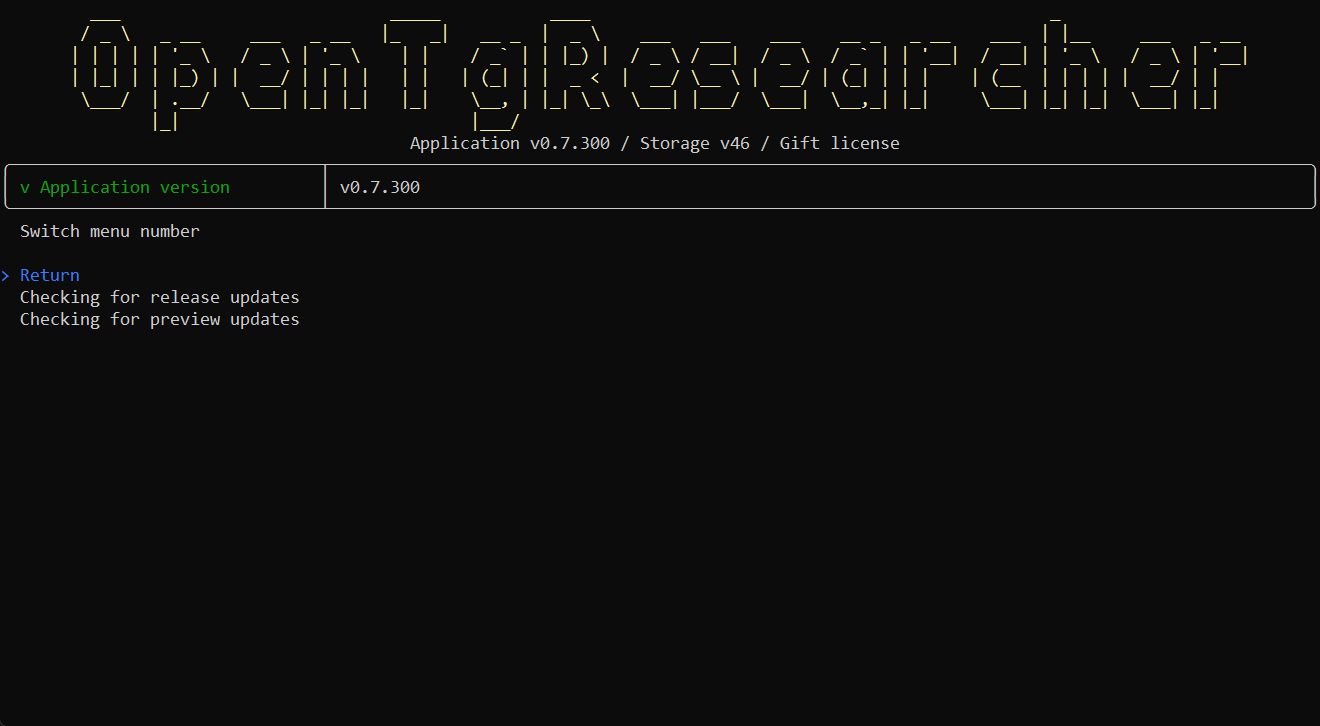 OpenTgResearcher
Application v0.7.300 / Storage v46 / Gift license
v Application version v0.7.300
Switch menu number
> Return
Checking for release updates
Checking for preview updates